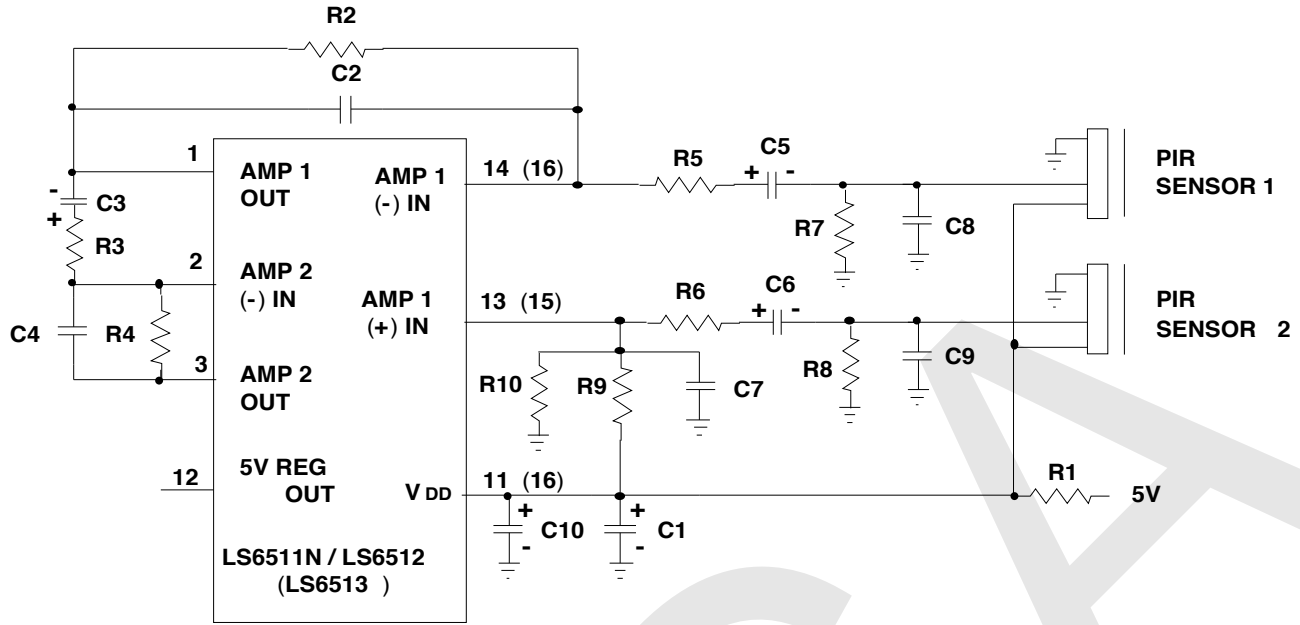 R2
C2
1
AMP 1
OUT
AMP 1
(-) IN
14 (16)
R5
C5
+ -
R7
C8
PIR
SENSOR 1
-
+
C3
R3
2
AMP 2
(-) IN
AMP 1
(+) IN
13 (15)
R6
C6
+ -
R8
C9
PIR
SENSOR 2
C4
R4
3
AMP 2
OUT
R10
R9
C7
12
5V REG
OUT
V DD
11 (16)
R1
5V
+
-
C10
+
-
C1
LS6511N / LS6512
(LS6513 )